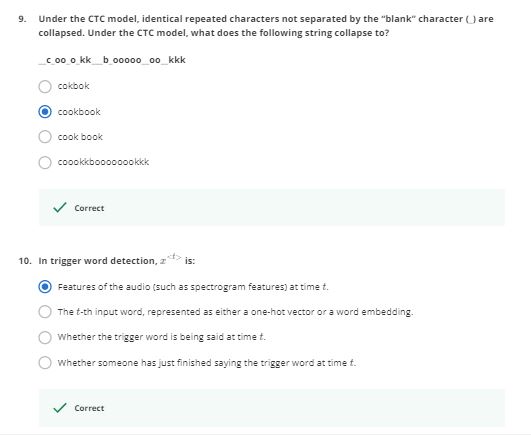 9. Under the CTC model, identical repeated characters not separated by the "blank" character (_) are
collapsed. Under the CTC model, what does the following string collapse to?
__c_oo_o_kk___b_ooooo__oo__kkk
cokbok
cookbook
cook book
coookkboooooookkk
Correct
10. In trigger word detection, x<t> is:
Features of the audio (such as spectrogram features) at time t.
The t-th input word, represented as either a one-hot vector or a word embedding.
Whether the trigger word is being said at time t.
Whether someone has just finished saying the trigger word at time t.
Correct